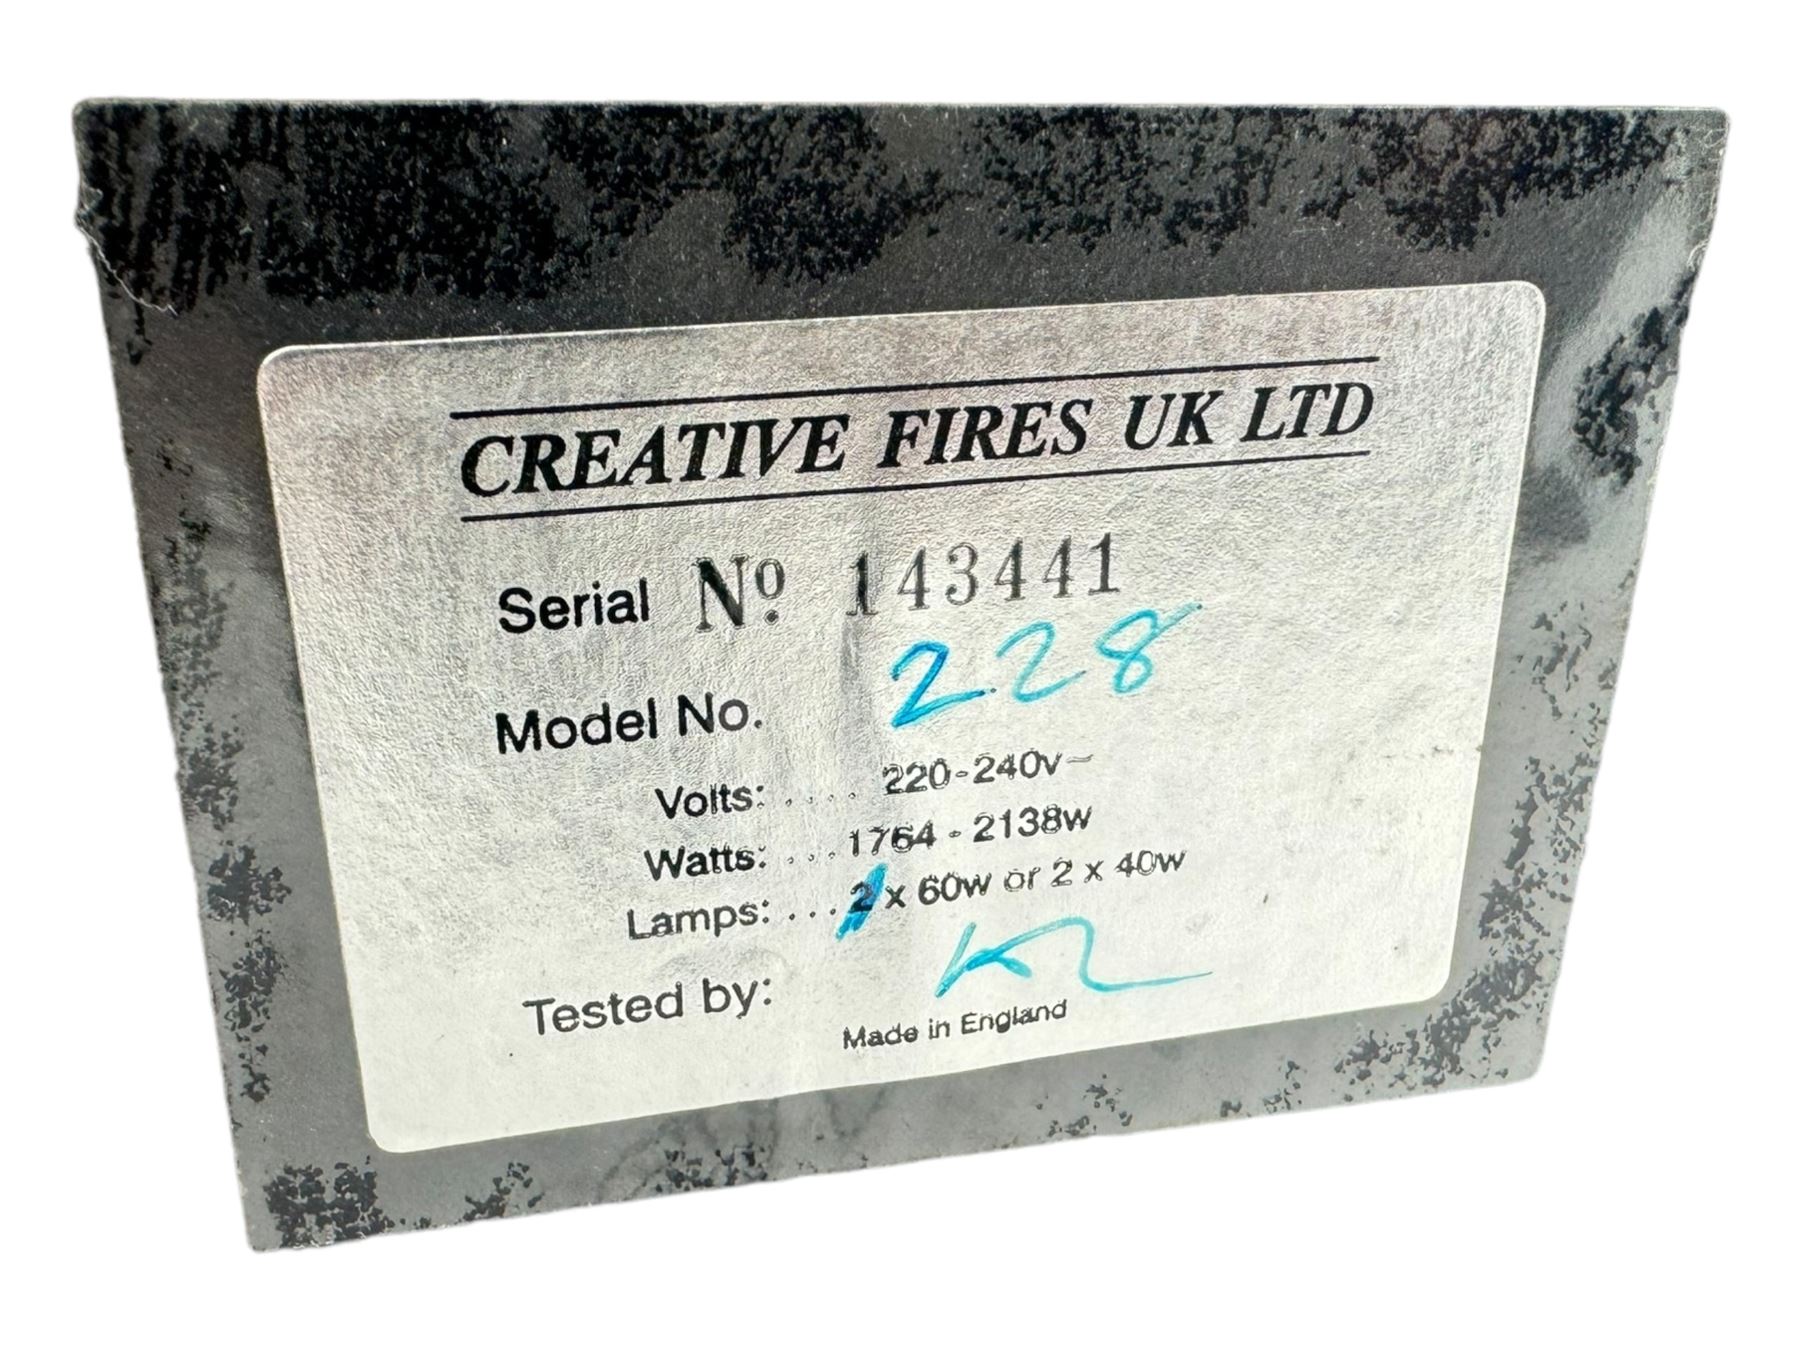 CREATIVE FIRES UK LTD
Serial Nº 143441
Model No. 228
Volts: .... 220-240v~
Watts: .... 1764 - 2138w
Lamps: .... 1 x 60w or 2 x 40w
Tested by:
Made in England